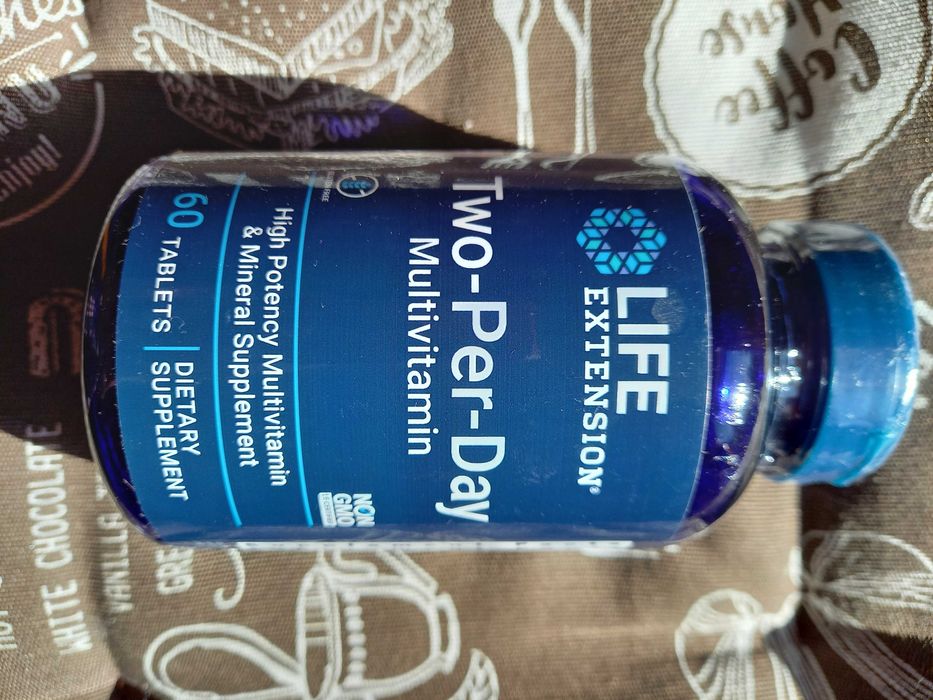 LIFE
EXTENSION®
Two-Per-Day
Multivitamin
NON
GMO
High Potency Multivitamin
& Mineral Supplement
60 TABLETS
DIETARY
SUPPLEMENT
Coffee
House
WHITE CHOCOLATE
VANILLA
GRE